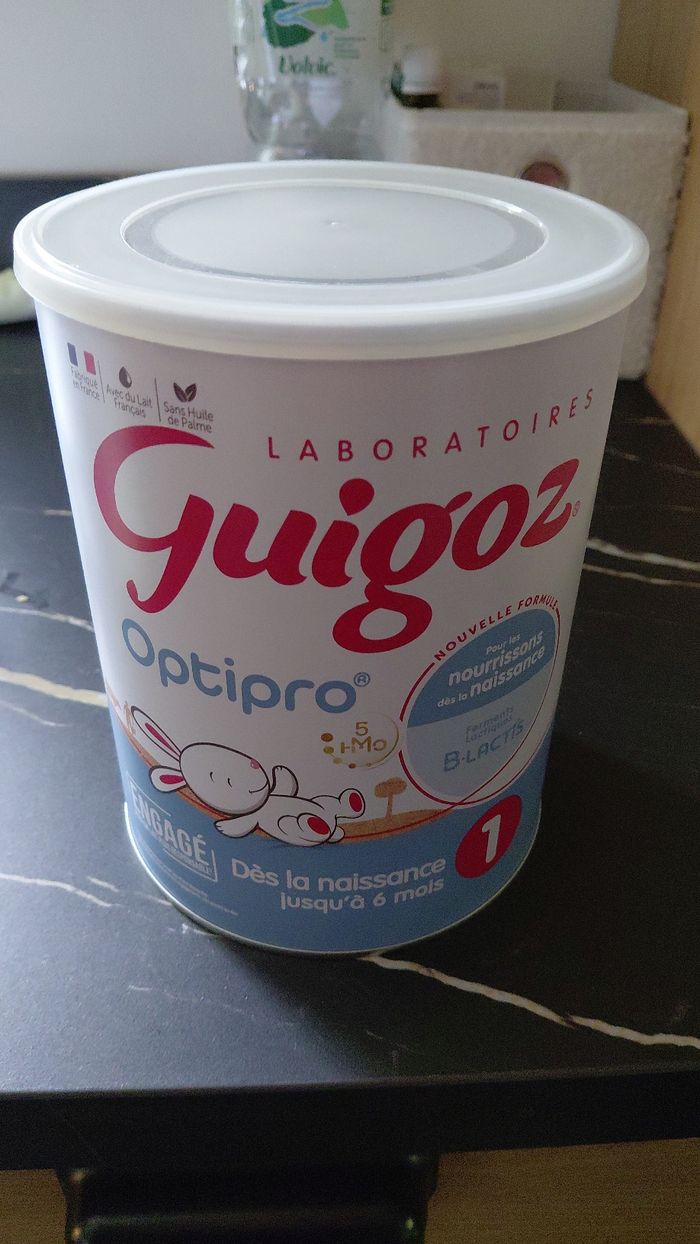 Volvic
Fabriqué
en France
Avec du Lait
Français
Sans Huile
de Palme
LABORATOIRES
Guigoz®
Optipro®
NOUVELLE FORMULE
Pour les
nourrissons
dès la naissance
Ferments
Lactiques
B-LACTIS
5
HMO
ENGAGÉ
1
Dès la naissance
jusqu'à 6 mois